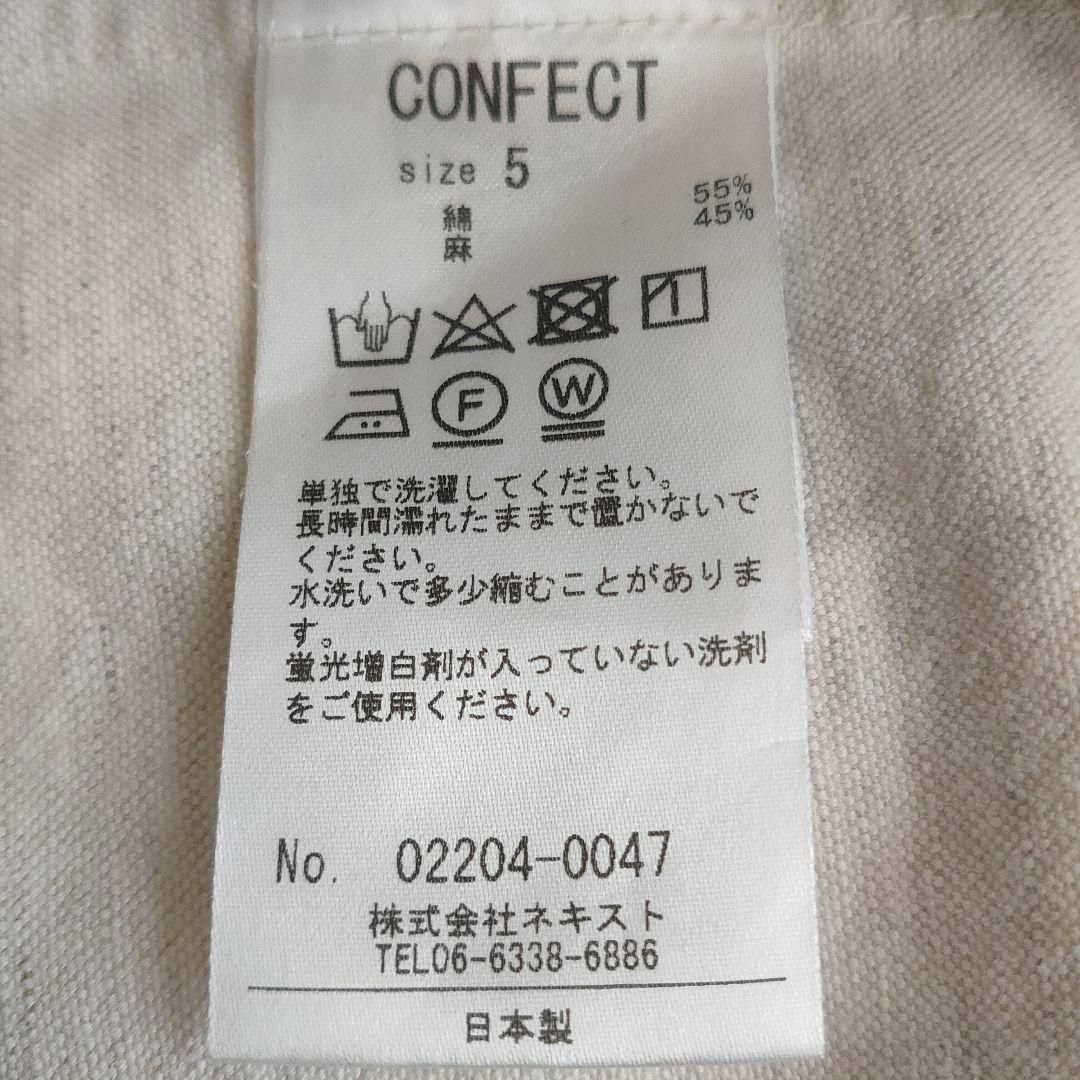 CONFECT
size 5
綿 55%
麻 45%
F W
単独で洗濯してください。
長時間濡れたままで置かないで
ください。
水洗いで多少縮むことがありま
す。
蛍光増白剤が入っていない洗剤
をご使用ください。
No. 02204-0047
株式会社ネキスト
TEL06-6338-6886
日本製